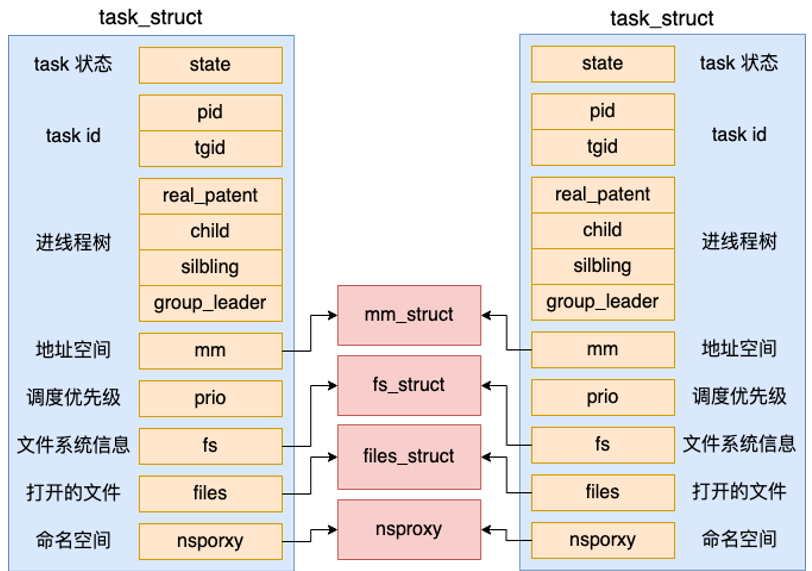 task_struct
task 状态
state
task id
pid
tgid
进线程树
real_patent
child
silbling
group_leader
地址空间
mm
调度优先级
prio
文件系统信息
fs
打开的文件
files
命名空间
nsporxy
mm_struct
fs_struct
files_struct
nsproxy
task_struct
state
task 状态
pid
tgid
task id
real_patent
child
silbling
group_leader
进线程树
mm
地址空间
prio
调度优先级
fs
文件系统信息
files
打开的文件
nsporxy
命名空间